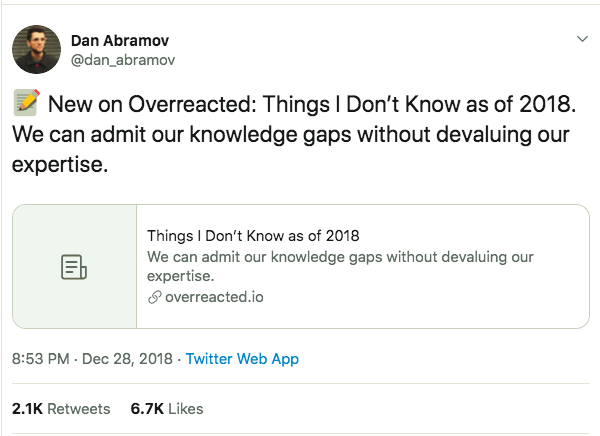 Dan Abramov
@dan_abramov
📝 New on Overreacted: Things I Don’t Know as of 2018.
We can admit our knowledge gaps without devaluing our
expertise.
Things I Don’t Know as of 2018
We can admit our knowledge gaps without devaluing our
expertise.
overreacted.io
8:53 PM · Dec 28, 2018 · Twitter Web App
2.1K Retweets 6.7K Likes